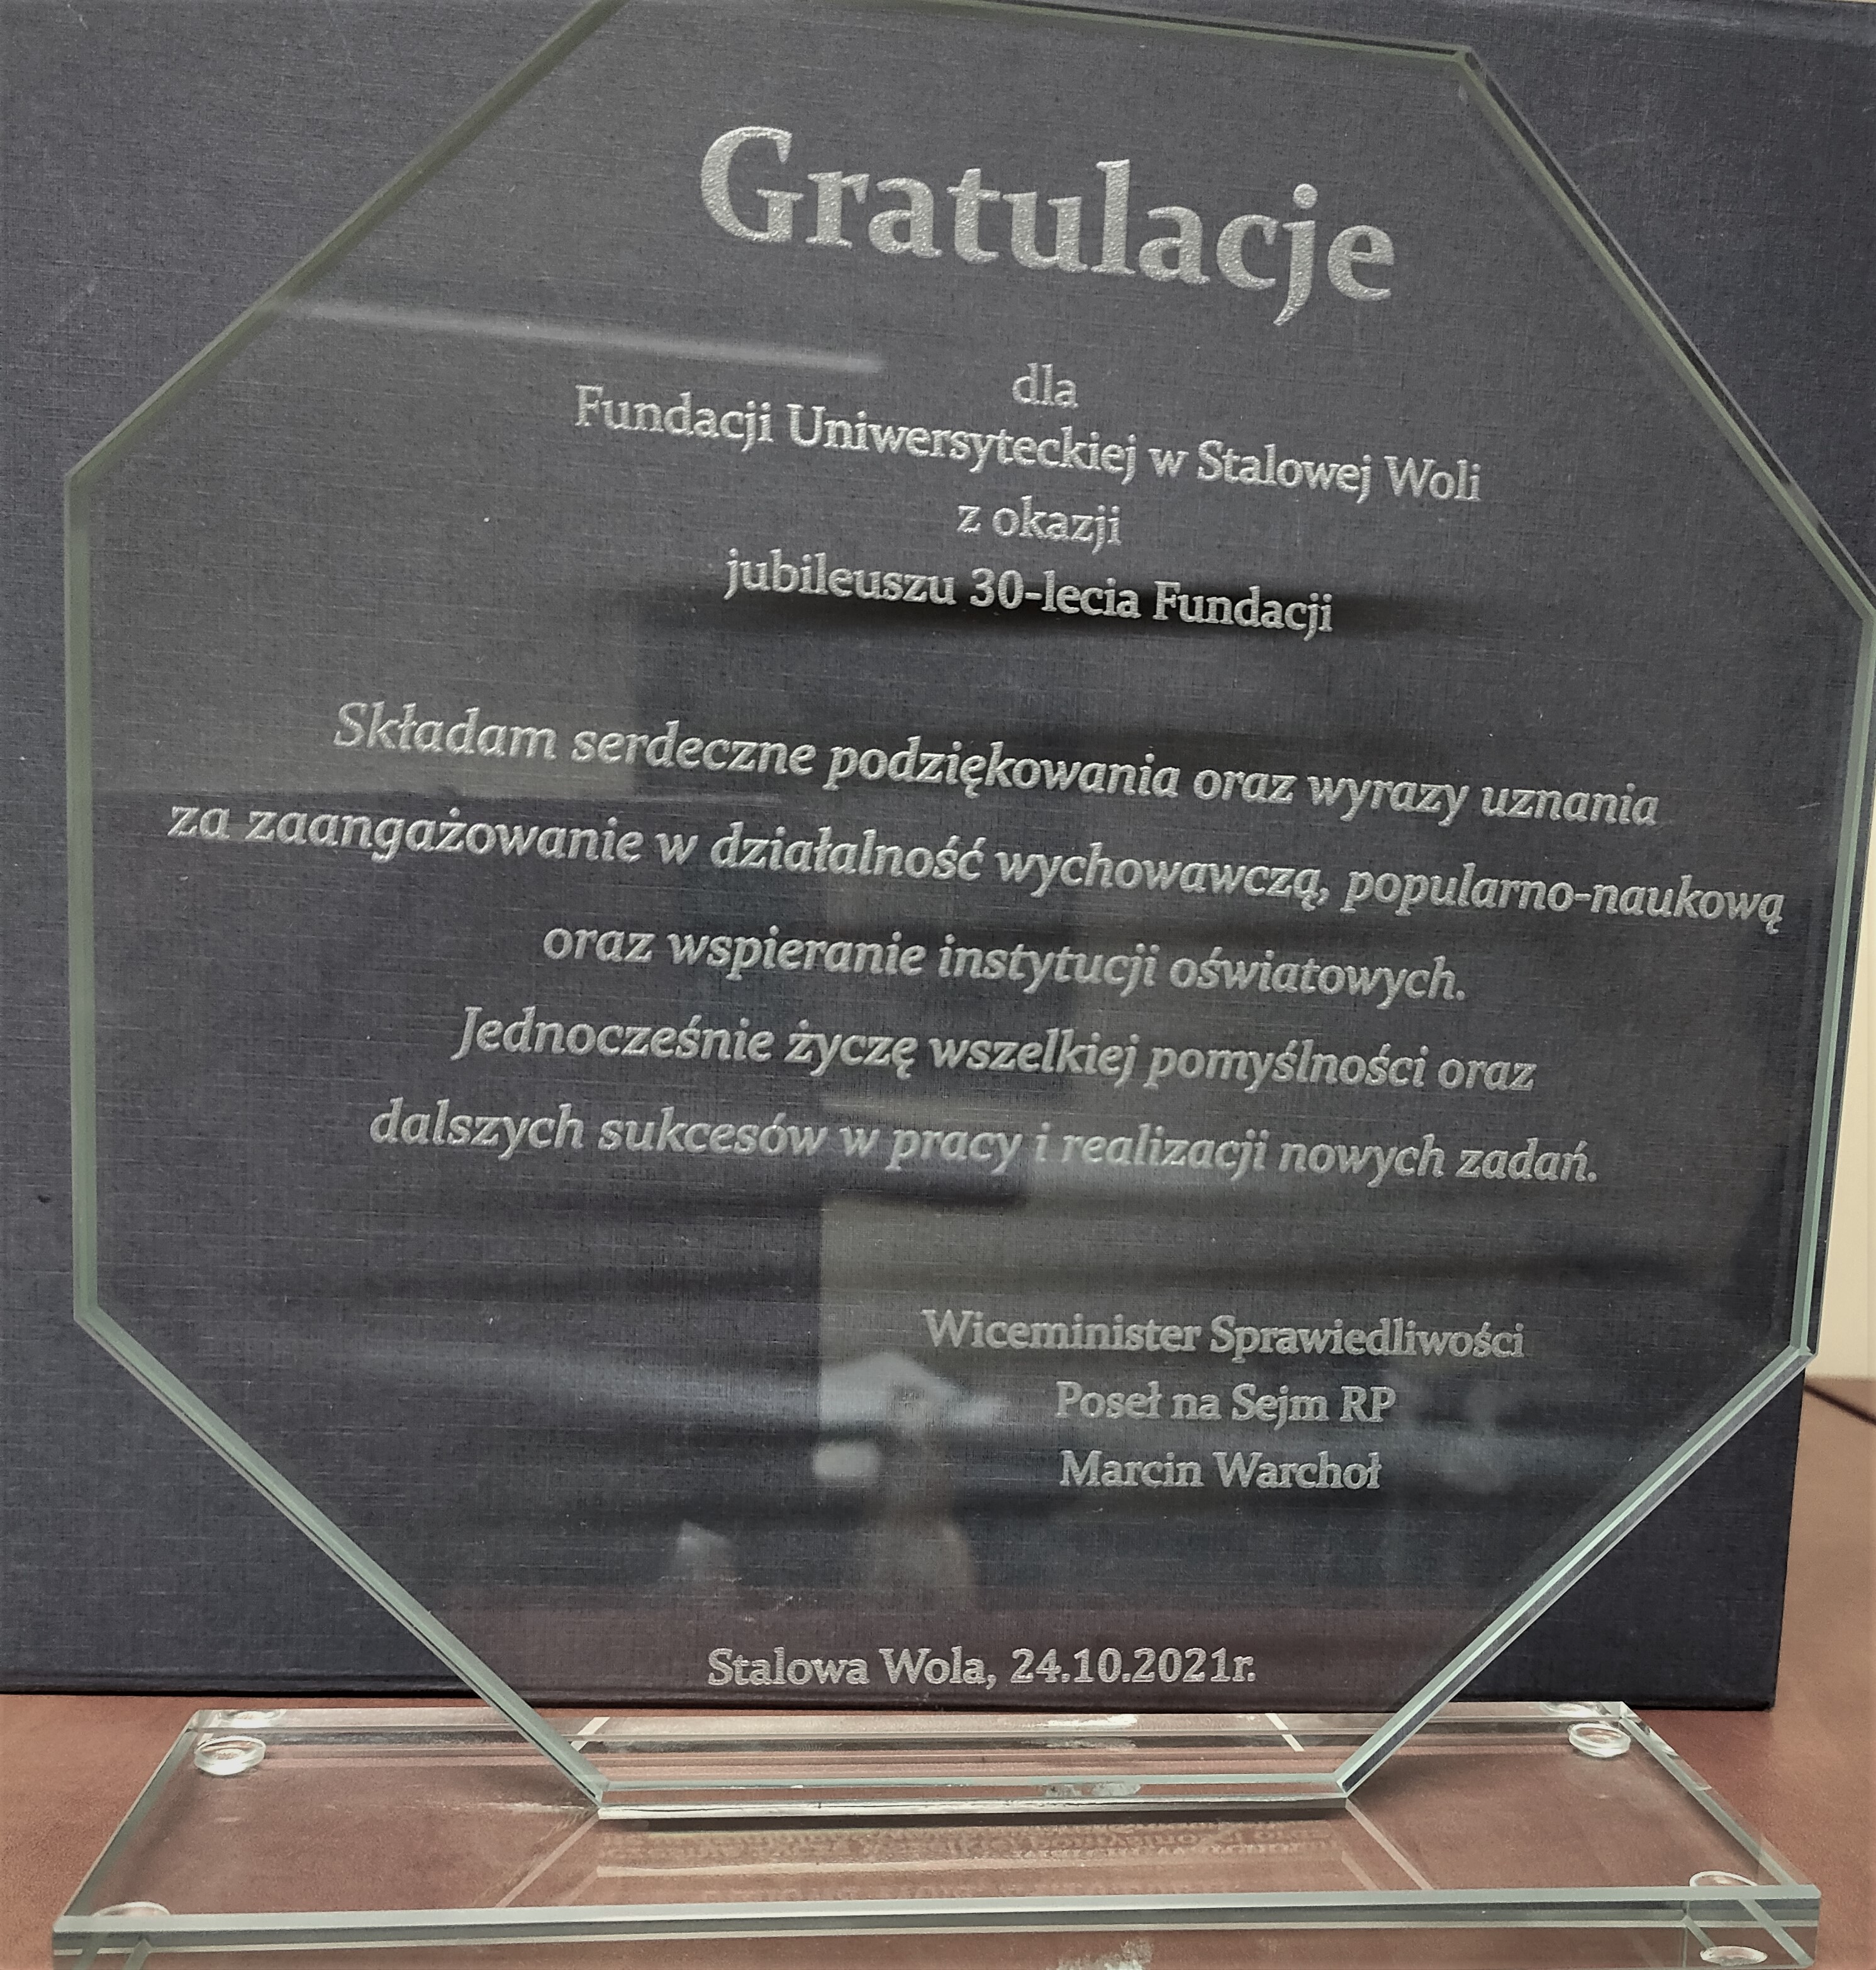 Gratulacje
dla
Fundacji Uniwersyteckiej w Stalowej Woli
z okazji
jubileuszu 30-lecia Fundacji
Składam serdeczne podziękowania oraz wyrazy uznania
za zaangażowanie w działalność wychowawczą, popularno-naukową
oraz wspieranie instytucji oświatowych.
Jednocześnie życzę wszelkiej pomyślności oraz
dalszych sukcesów w pracy i realizacji nowych zadań.
Wiceminister Sprawiedliwości
Poseł na Sejm RP
Marcin Warchoł
Stalowa Wola, 24.10.2021r.